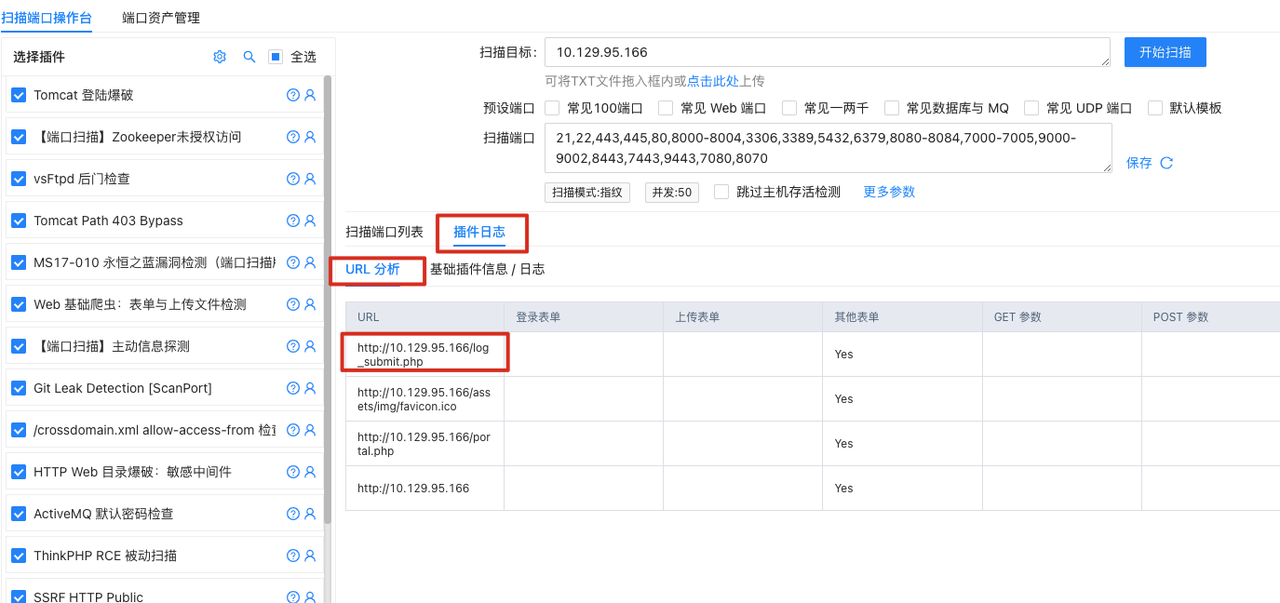 扫描端口操作台 端口资产管理
选择插件 全选
Tomcat 登陆爆破
【端口扫描】Zookeeper未授权访问
vsFtpd 后门检查
Tomcat Path 403 Bypass
MS17-010 永恒之蓝漏洞检测（端口扫描
Web 基础爬虫：表单与上传文件检测
【端口扫描】主动信息探测
Git Leak Detection [ScanPort]
/crossdomain.xml allow-access-from 检
HTTP Web 目录爆破：敏感中间件
ActiveMQ 默认密码检查
ThinkPHP RCE 被动扫描
SSRF HTTP Public
扫描目标: 10.129.95.166 开始扫描
可将TXT文件拖入框内或点击此处上传
预设端口 常见100端口 常见 Web 端口 常见一两千 常见数据库与 MQ 常见 UDP 端口 默认模板
扫描端口 21,22,443,445,80,8000-8004,3306,3389,5432,6379,8080-8084,7000-7005,9000-
9002,8443,7443,9443,7080,8070
保存
扫描模式:指纹 并发:50 跳过主机存活检测 更多参数
扫描端口列表 插件日志
URL 分析 基础插件信息 / 日志
URL 登录表单 上传表单 其他表单 GET 参数 POST 参数
http://10.129.95.166/log
_submit.php
Yes
http://10.129.95.166/ass
ets/img/favicon.ico
Yes
http://10.129.95.166/por
tal.php
Yes
http://10.129.95.166 Yes